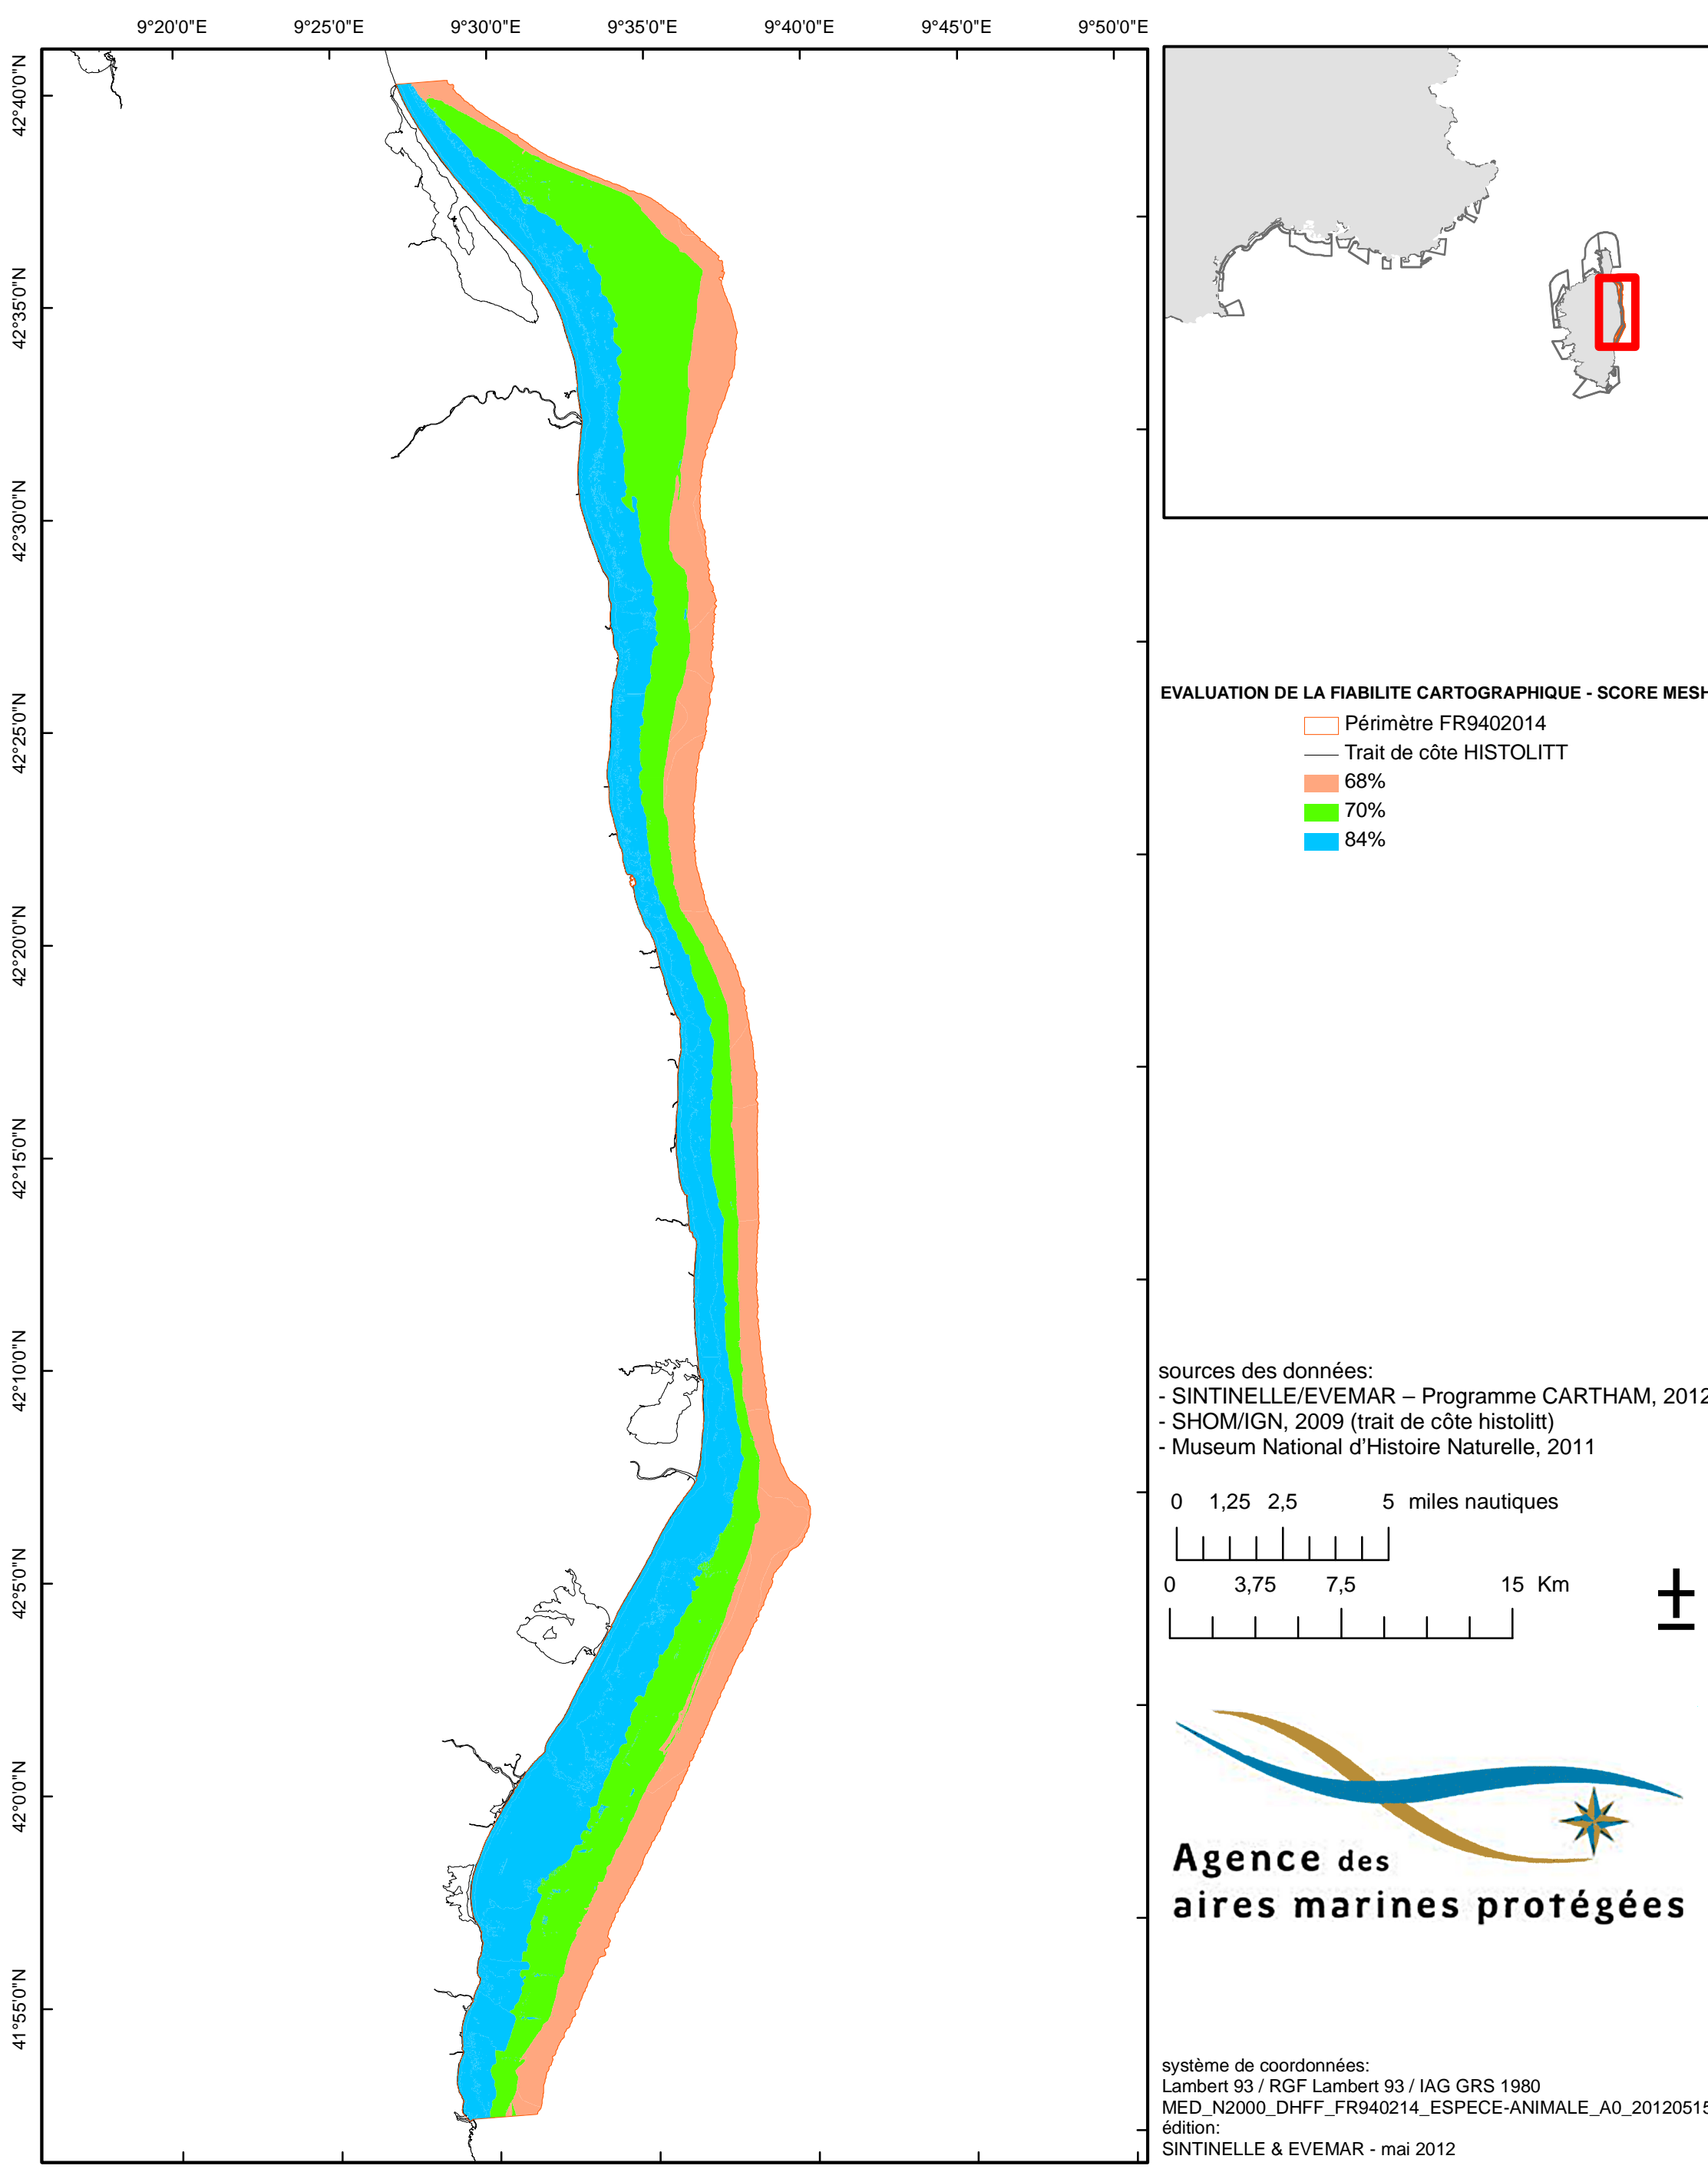 9°20'0"E 9°25'0"E 9°30'0"E 9°35'0"E 9°40'0"E 9°45'0"E 9°50'0"E
42°40'0"N
42°35'0"N
42°30'0"N
42°25'0"N
42°20'0"N
42°15'0"N
42°10'0"N
42°5'0"N
42°0'0"N
41°55'0"N
EVALUATION DE LA FIABILITE CARTOGRAPHIQUE - SCORE MESH
Périmètre FR9402014
Trait de côte HISTOLITT
68%
70%
84%
sources des données:
- SINTINELLE/EVEMAR – Programme CARTHAM, 2012
- SHOM/IGN, 2009 (trait de côte histolitt)
- Museum National d'Histoire Naturelle, 2011
0 1,25 2,5 5 miles nautiques
0 3,75 7,5 15 Km
Agence des
aires marines protégées
système de coordonnées:
Lambert 93 / RGF Lambert 93 / IAG GRS 1980
MED_N2000_DHFF_FR940214_ESPECE-ANIMALE_A0_20120515
édition:
SINTINELLE & EVEMAR - mai 2012